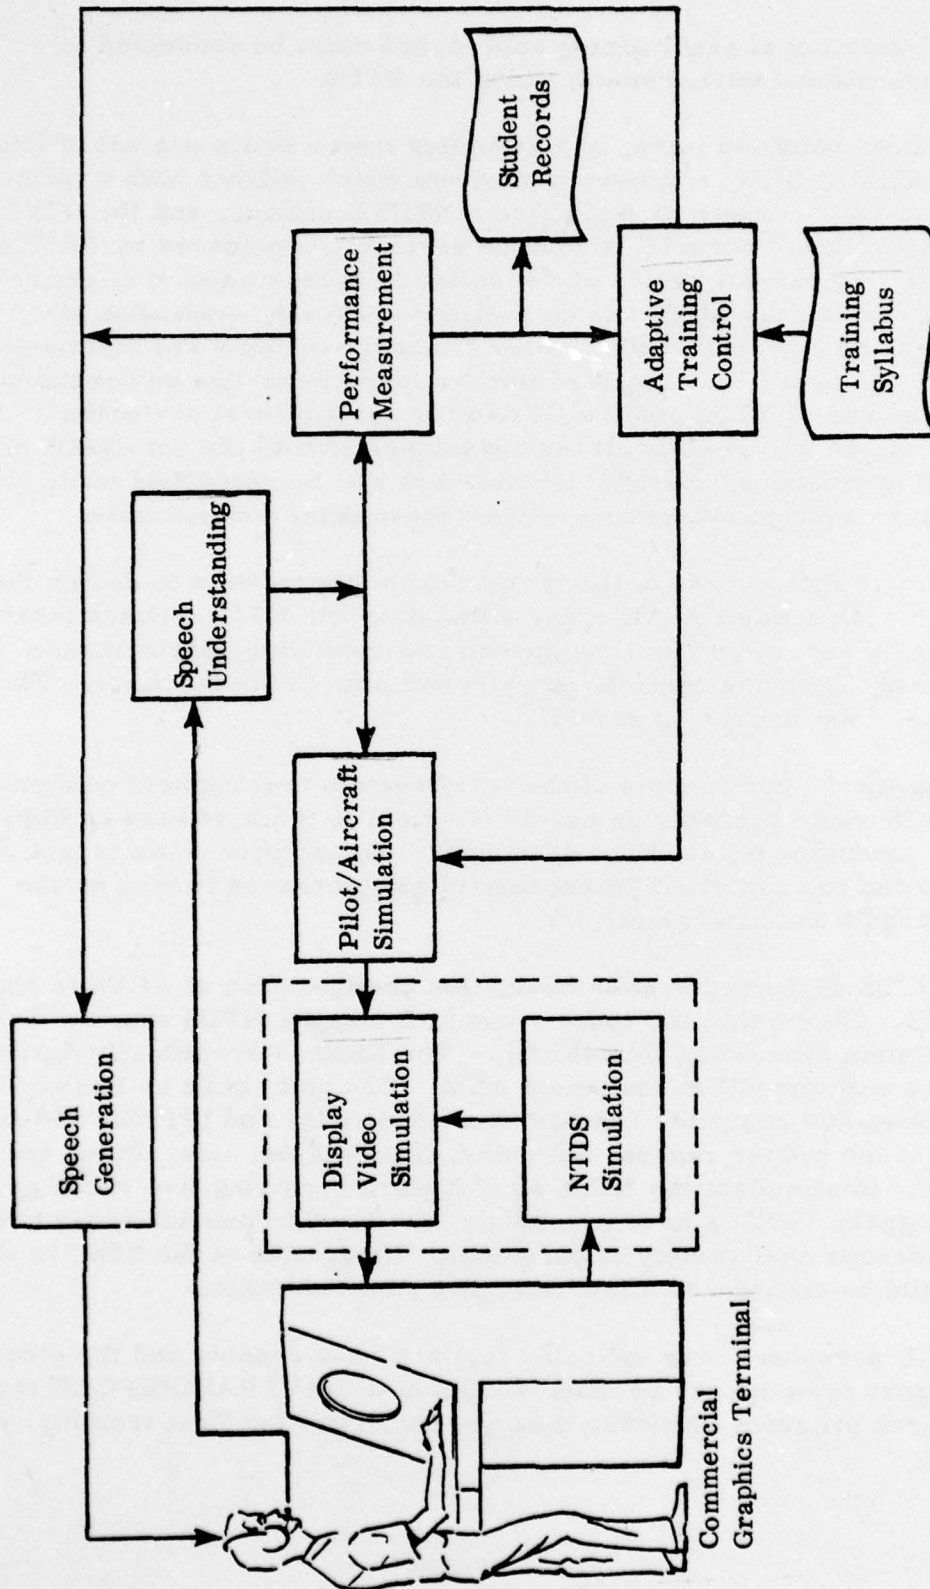 Speech
Generation
Speech
Understanding
Display
Video
Simulation
Pilot/Aircraft
Simulation
Performance
Measurement
Student
Records
NTDS
Simulation
Adaptive
Training
Control
Training
Syllabus
Commercial
Graphics Terminal